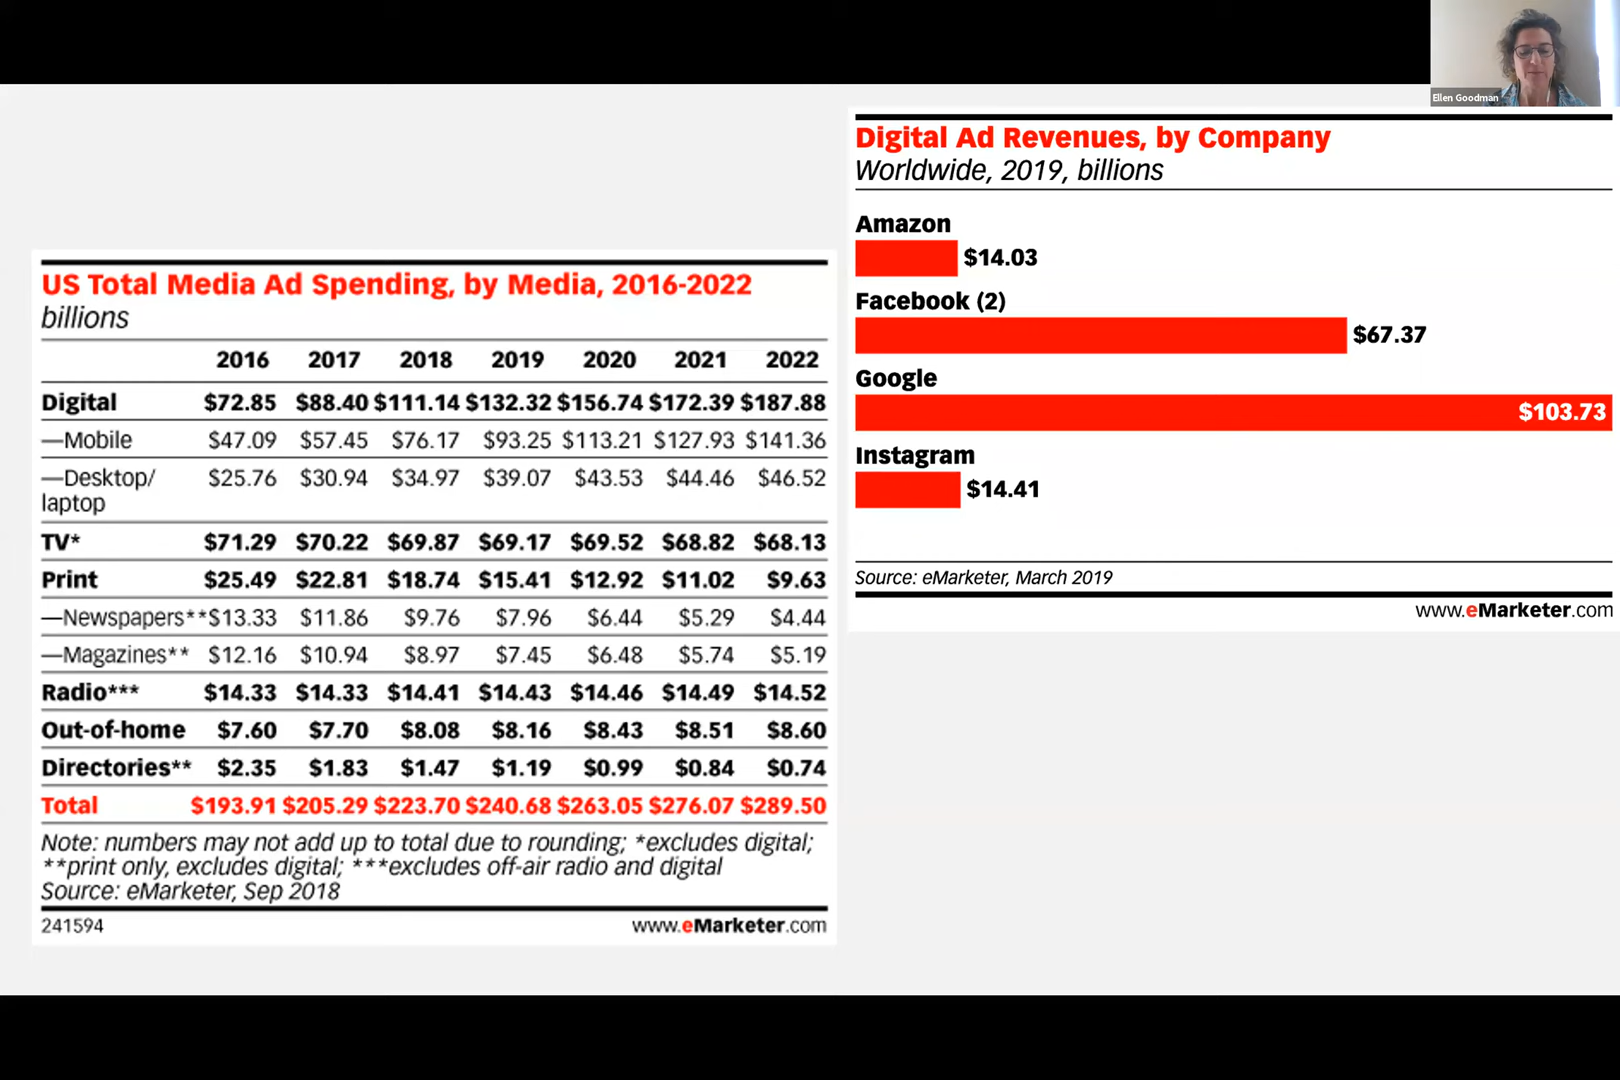 Ellen Goodman
US Total Media Ad Spending, by Media, 2016-2022
billions
2016 2017 2018 2019 2020 2021 2022
Digital $72.85 $88.40 $111.14 $132.32 $156.74 $172.39 $187.88
—Mobile $47.09 $57.45 $76.17 $93.25 $113.21 $127.93 $141.36
—Desktop/ $25.76 $30.94 $34.97 $39.07 $43.53 $44.46 $46.52
laptop
TV* $71.29 $70.22 $69.87 $69.17 $69.52 $68.82 $68.13
Print $25.49 $22.81 $18.74 $15.41 $12.92 $11.02 $9.63
—Newspapers** $13.33 $11.86 $9.76 $7.96 $6.44 $5.29 $4.44
—Magazines** $12.16 $10.94 $8.97 $7.45 $6.48 $5.74 $5.19
Radio*** $14.33 $14.33 $14.41 $14.43 $14.46 $14.49 $14.52
Out-of-home $7.60 $7.70 $8.08 $8.16 $8.43 $8.51 $8.60
Directories** $2.35 $1.83 $1.47 $1.19 $0.99 $0.84 $0.74
Total $193.91 $205.29 $223.70 $240.68 $263.05 $276.07 $289.50
Note: numbers may not add up to total due to rounding; *excludes digital;
**print only, excludes digital; ***excludes off-air radio and digital
Source: eMarketer, Sep 2018
241594 www.eMarketer.com
Digital Ad Revenues, by Company
Worldwide, 2019, billions
Amazon
$14.03
Facebook (2)
$67.37
Google
$103.73
Instagram
$14.41
Source: eMarketer, March 2019
www.eMarketer.com